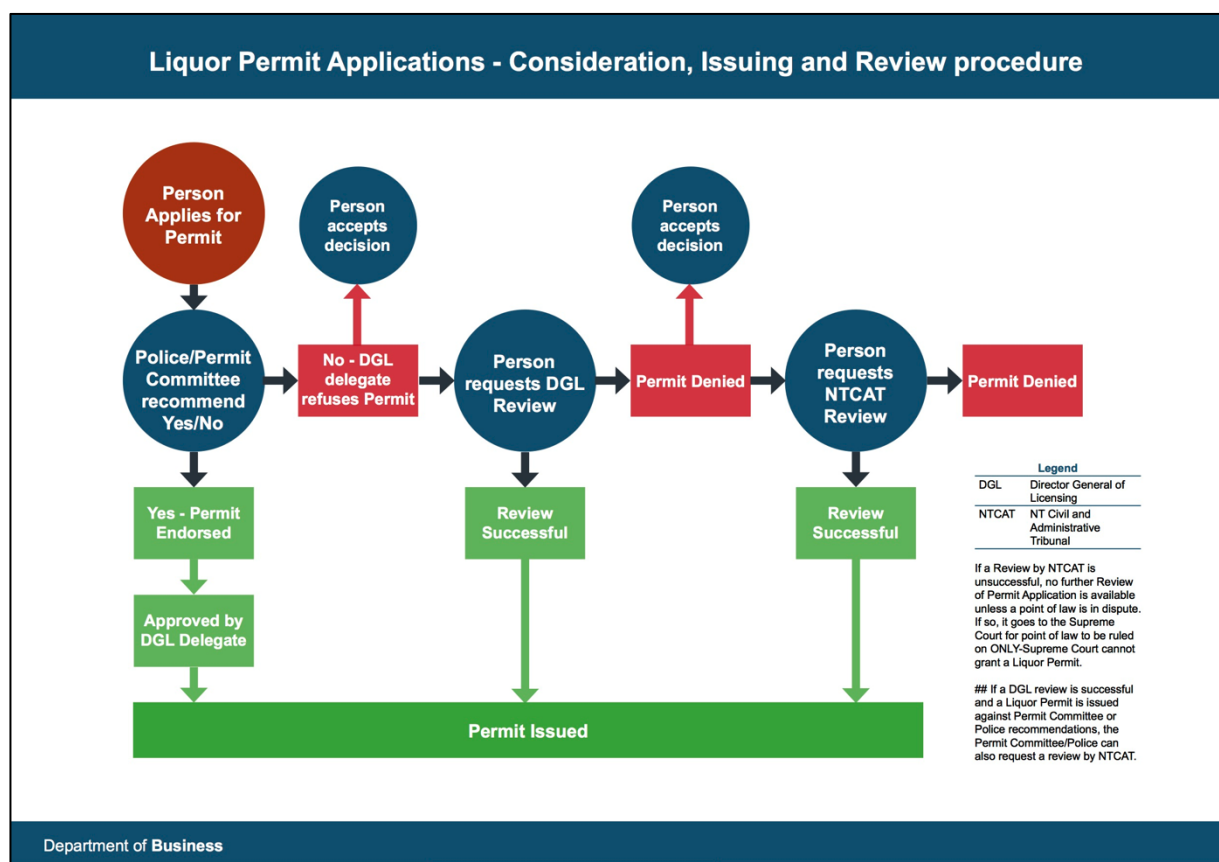 Liquor Permit Applications - Consideration, Issuing and Review procedure
Person
Applies for
Permit
Person
accepts
decision
Person
accepts
decision
Police/Permit
Committee
recommend
Yes/No
No - DGL
delegate
refuses Permit
Person
requests DGL
Review
Permit Denied
Person
requests
NTCAT
Review
Permit Denied
Yes - Permit
Endorsed
Review
Successful
Review
Successful
Approved by
DGL Delegate
Permit Issued
Legend
DGL Director General of
Licensing
NTCAT NT Civil and
Administrative
Tribunal
If a Review by NTCAT is
unsuccessful, no further Review
of Permit Application is available
unless a point of law is in dispute.
If so, it goes to the Supreme
Court for point of law to be ruled
on ONLY-Supreme Court cannot
grant a Liquor Permit.
## If a DGL review is successful
and a Liquor Permit is issued
against Permit Committee or
Police recommendations, the
Permit Committee/Police can
also request a review by NTCAT.
Department of Business